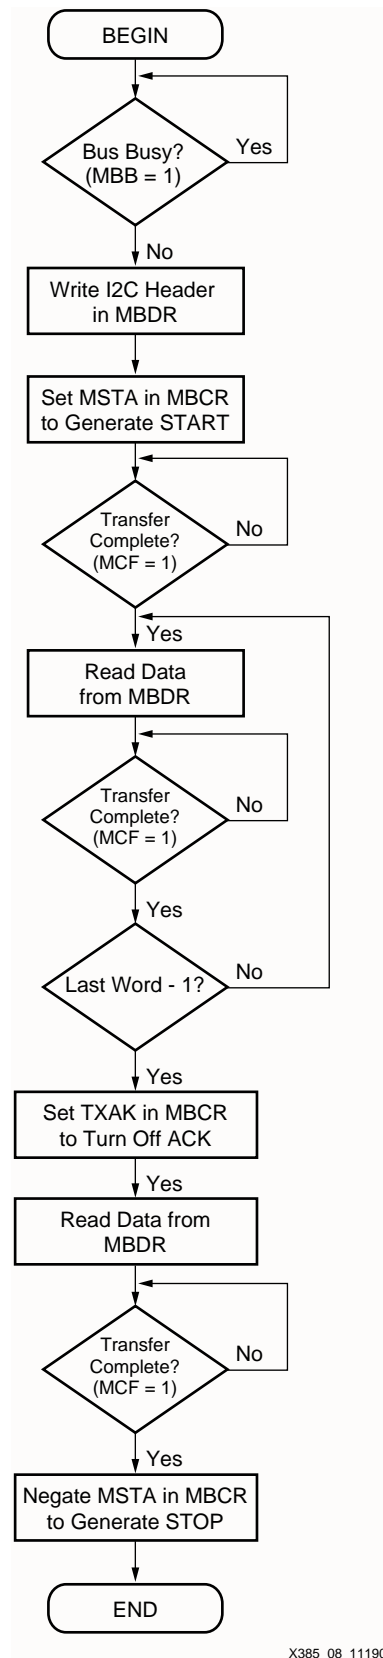 BEGIN
Bus Busy?
(MBB = 1)
Yes
No
Write I2C Header
in MBDR
Set MSTA in MBCR
to Generate START
Transfer
Complete?
(MCF = 1)
No
Yes
Read Data
from MBDR
Transfer
Complete?
(MCF = 1)
No
Yes
Last Word - 1?
No
Yes
Set TXAK in MBCR
to Turn Off ACK
Yes
Read Data from
MBDR
Transfer
Complete?
(MCF = 1)
No
Yes
Negate MSTA in MBCR
to Generate STOP
END
X385_08_11190